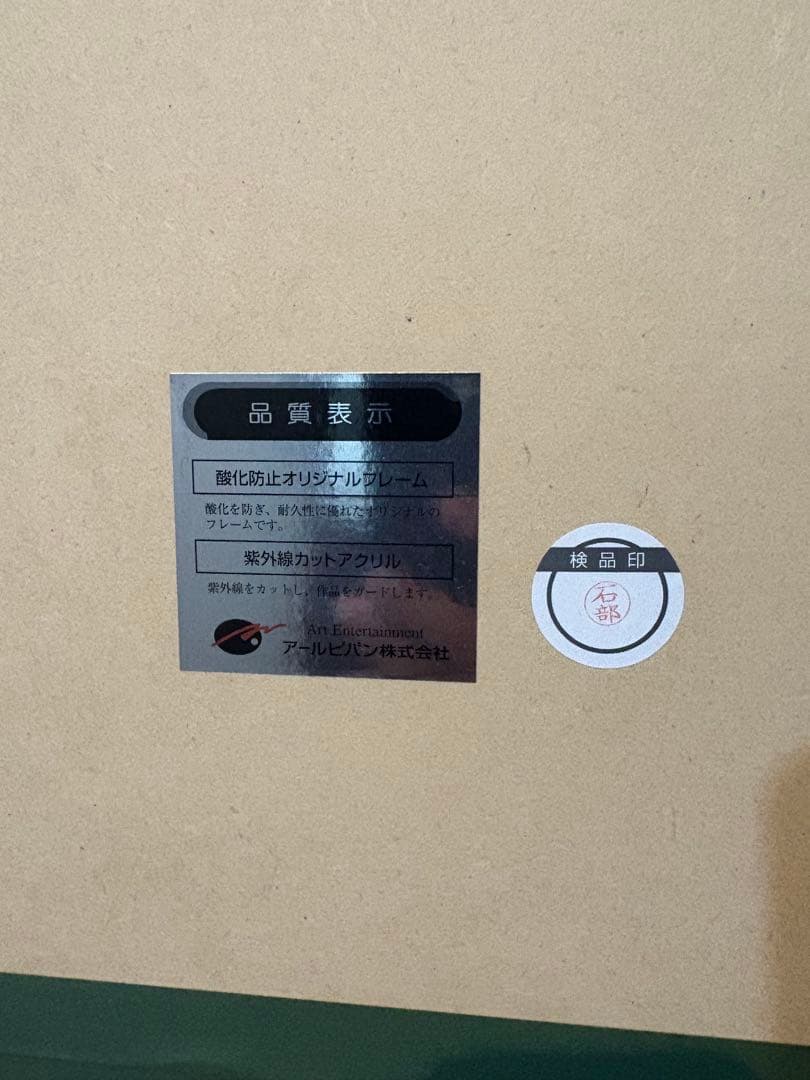 品質表示
酸化防止オリジナルフレーム
酸化を防ぎ、耐久性に優れたオリジナルの
フレームです。
紫外線カットアクリル
紫外線をカットし、作品をガードします。
Art Entertainment
アールビバン株式会社
検品印
石部